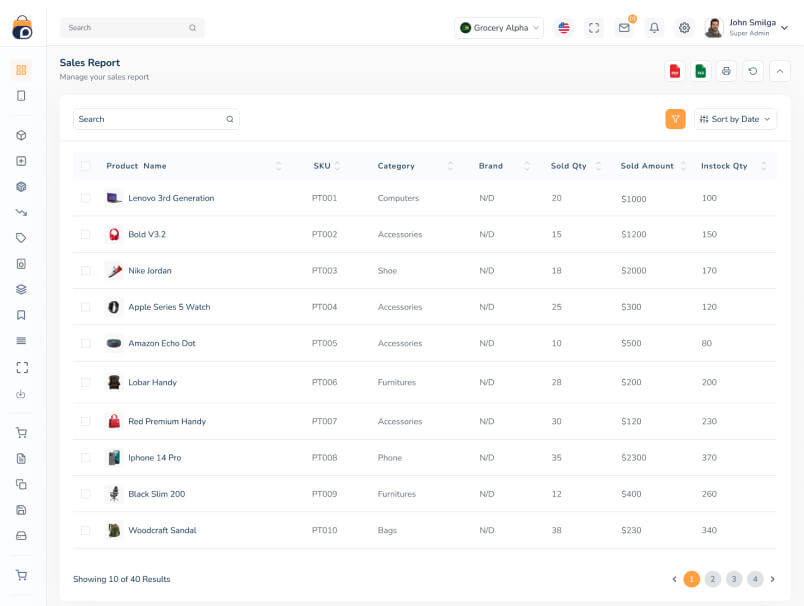 Search
Grocery Alpha
John Smilga
Super Admin
Sales Report
Manage your sales report
Search
Sort by Date
Product Name SKU Category Brand Sold Qty Sold Amount Instock Qty
Lenovo 3rd Generation PT001 Computers N/D 20 $1000 100
Bold V3.2 PT002 Accessories N/D 15 $1200 150
Nike Jordan PT003 Shoe N/D 18 $2000 170
Apple Series 5 Watch PT004 Accessories N/D 25 $300 120
Amazon Echo Dot PT005 Accessories N/D 10 $500 80
Lobar Handy PT006 Furnitures N/D 28 $200 200
Red Premium Handy PT007 Accessories N/D 30 $120 230
Iphone 14 Pro PT008 Phone N/D 35 $2300 370
Black Slim 200 PT009 Furnitures N/D 12 $400 260
Woodcraft Sandal PT010 Bags N/D 38 $230 340
Showing 10 of 40 Results
1 2 3 4